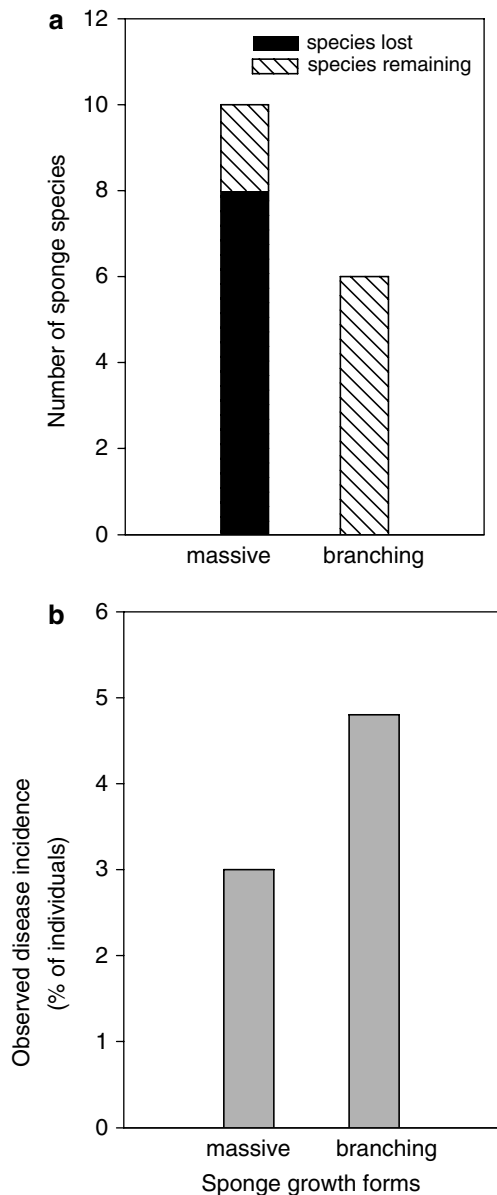 a
species lost
species remaining
12
10
8
6
4
2
0
Number of sponge species
massive branching
b
6
5
4
3
2
1
0
Observed disease incidence
(% of individuals)
massive branching
Sponge growth forms